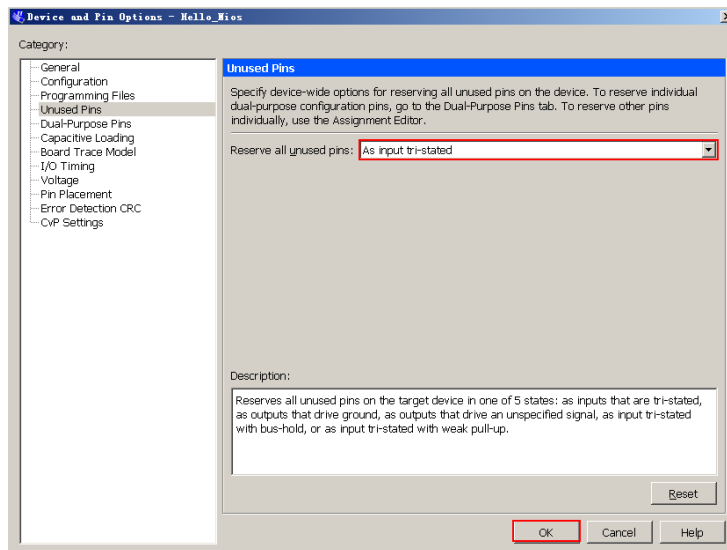 Device and Pin Options - Hello_Nios
Category:
General
Configuration
Programming Files
Unused Pins
Dual-Purpose Pins
Capacitive Loading
Board Trace Model
I/O Timing
Voltage
Pin Placement
Error Detection CRC
CvP Settings
Unused Pins
Specify device-wide options for reserving all unused pins on the device. To reserve individual
dual-purpose configuration pins, go to the Dual-Purpose Pins tab. To reserve other pins
individually, use the Assignment Editor.
Reserve all unused pins: As input tri-stated
Description:
Reserves all unused pins on the target device in one of 5 states: as inputs that are tri-stated,
as outputs that drive ground, as outputs that drive an unspecified signal, as input tri-stated
with bus-hold, or as input tri-stated with weak pull-up.
Reset
OK Cancel Help